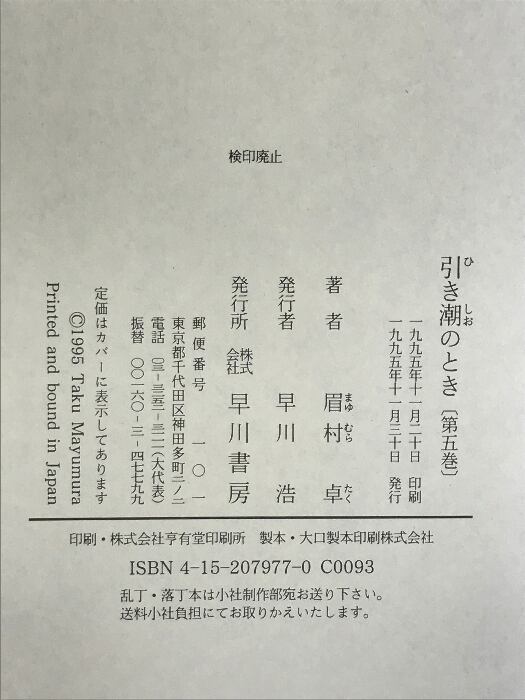 検印廃止
引き潮のとき〔第五巻〕
ひ しお
一九九五年十一月二十日 印刷
一九九五年十一月三十日 発行
著者 眉村卓
まゆ むら たく
発行者 早川浩
発行所 株式会社 早川書房
郵便番号 一〇一
東京都千代田区神田多町二ノ二
電話 〇三-三二五二-三一一一(大代表)
振替 〇〇一六〇-三-四七七九九
定価はカバーに表示してあります
©1995 Taku Mayumura
Printed and bound in Japan
印刷・株式会社亨有堂印刷所 製本・大口製本印刷株式会社
ISBN 4-15-207977-0 C0093
乱丁・落丁本は小社制作部宛お送り下さい。
送料小社負担にてお取りかえいたします。